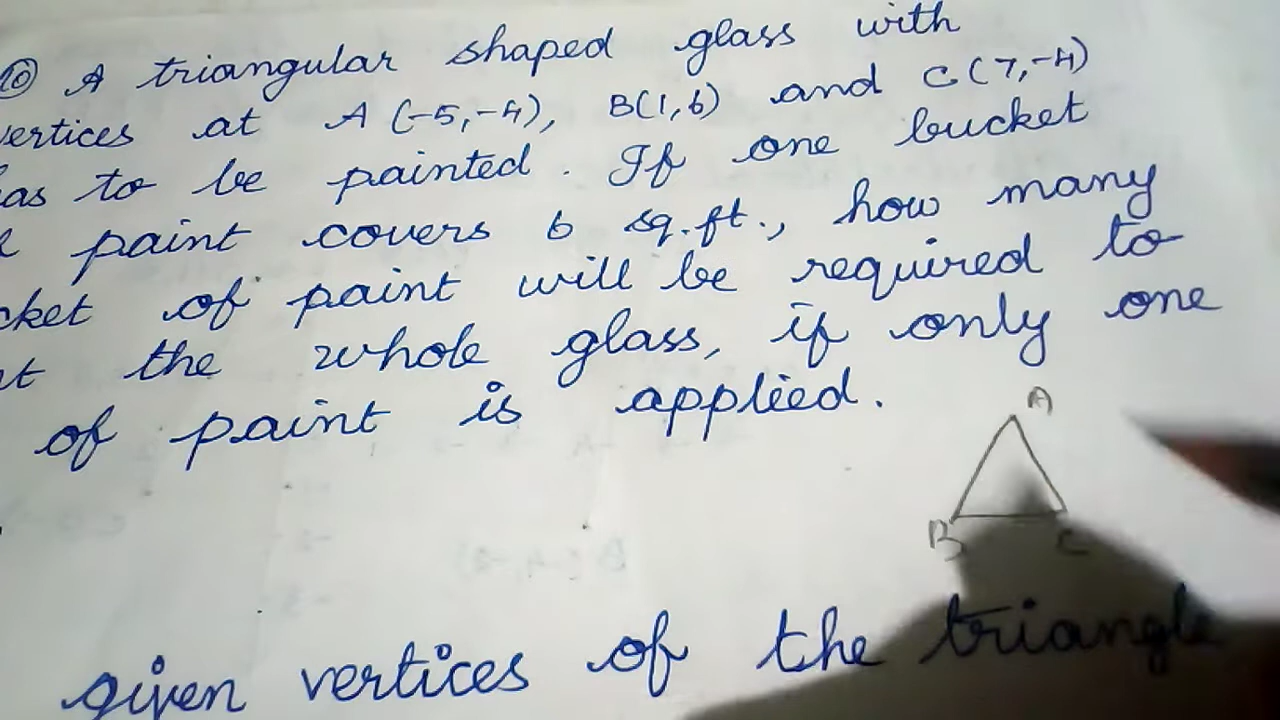 10 A triangular shaped glass with
vertices at A (-5,-4), B(1,6) and C(7,-4)
has to be painted. If one bucket
paint covers 6 sq.ft., how many
cket of paint will be required to
nt the whole glass, if only one
of paint is applied.
A
B C
given vertices of the triangle